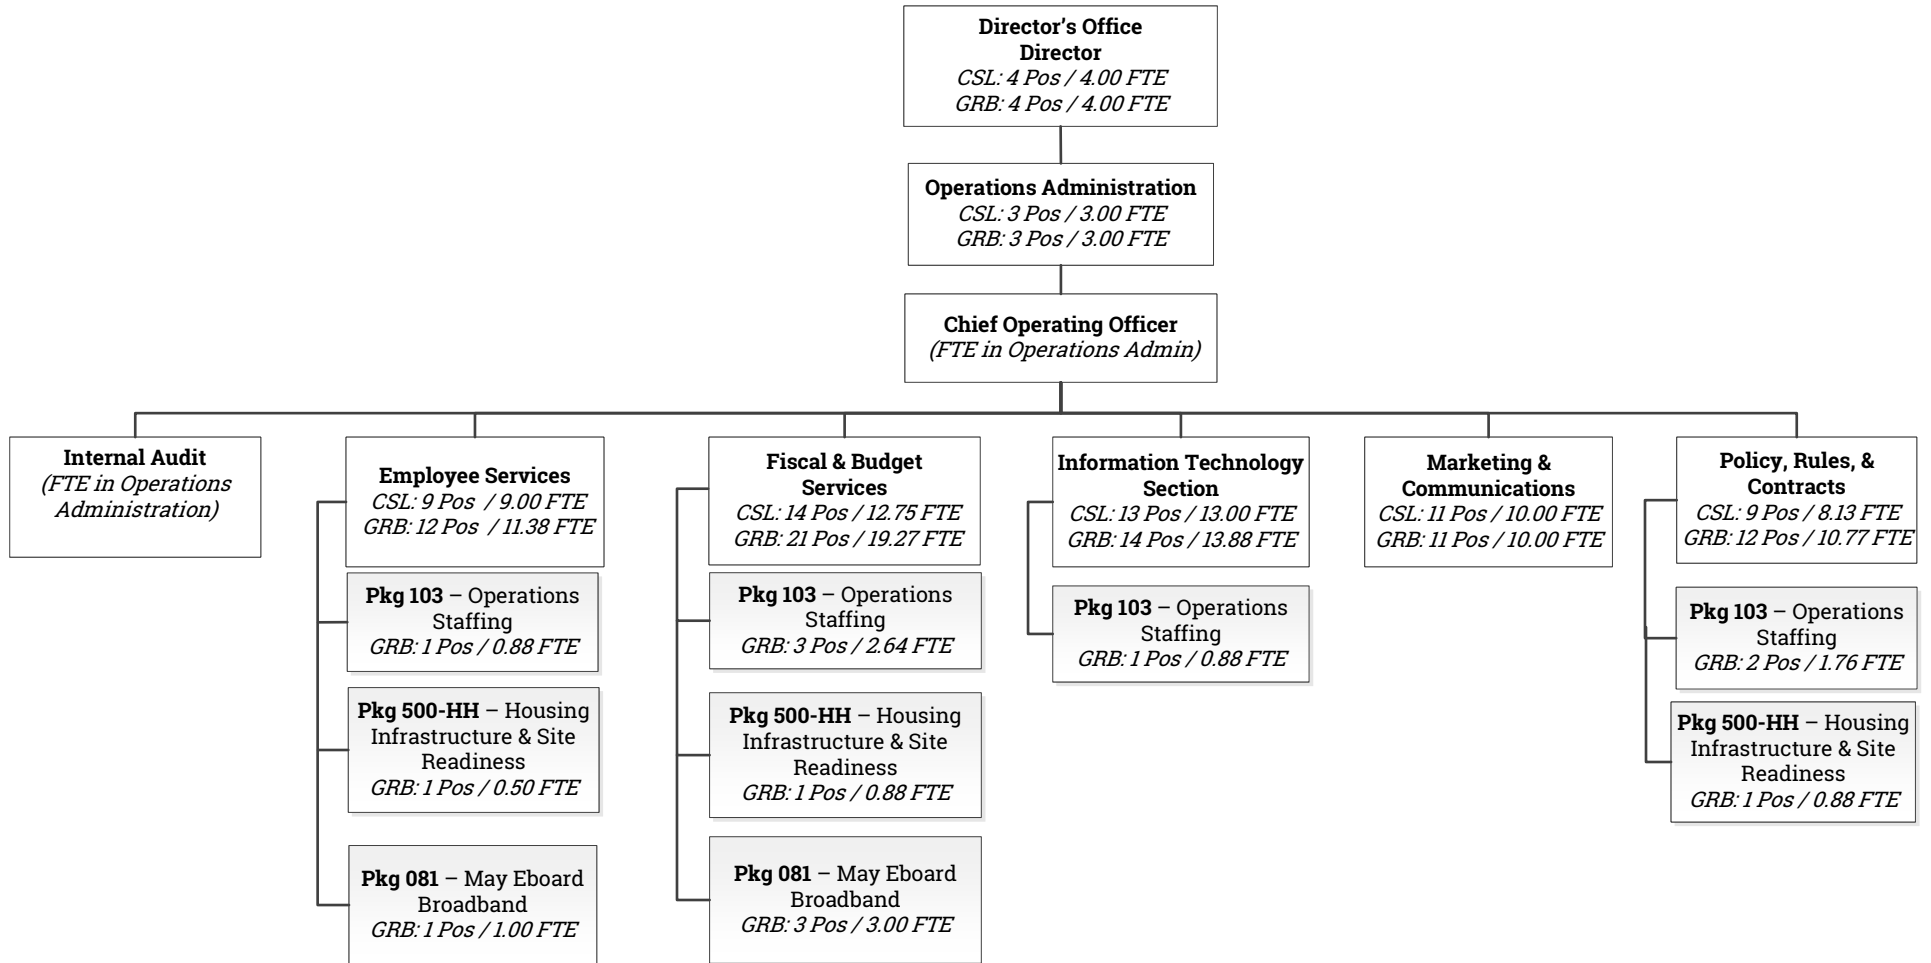 Director’s Office
Director
CSL: 4 Pos / 4.00 FTE
GRB: 4 Pos / 4.00 FTE
Operations Administration
CSL: 3 Pos / 3.00 FTE
GRB: 3 Pos / 3.00 FTE
Chief Operating Officer
(FTE in Operations Admin)
Internal Audit
(FTE in Operations
Administration)
Employee Services
CSL: 9 Pos / 9.00 FTE
GRB: 12 Pos / 11.38 FTE
Pkg 103 – Operations
Staffing
GRB: 1 Pos / 0.88 FTE
Pkg 500-HH – Housing
Infrastructure & Site
Readiness
GRB: 1 Pos / 0.50 FTE
Pkg 081 – May Eboard
Broadband
GRB: 1 Pos / 1.00 FTE
Fiscal & Budget
Services
CSL: 14 Pos / 12.75 FTE
GRB: 21 Pos / 19.27 FTE
Pkg 103 – Operations
Staffing
GRB: 3 Pos / 2.64 FTE
Pkg 500-HH – Housing
Infrastructure & Site
Readiness
GRB: 1 Pos / 0.88 FTE
Pkg 081 – May Eboard
Broadband
GRB: 3 Pos / 3.00 FTE
Information Technology
Section
CSL: 13 Pos / 13.00 FTE
GRB: 14 Pos / 13.88 FTE
Pkg 103 – Operations
Staffing
GRB: 1 Pos / 0.88 FTE
Marketing &
Communications
CSL: 11 Pos / 10.00 FTE
GRB: 11 Pos / 10.00 FTE
Policy, Rules, &
Contracts
CSL: 9 Pos / 8.13 FTE
GRB: 12 Pos / 10.77 FTE
Pkg 103 – Operations
Staffing
GRB: 2 Pos / 1.76 FTE
Pkg 500-HH – Housing
Infrastructure & Site
Readiness
GRB: 1 Pos / 0.88 FTE